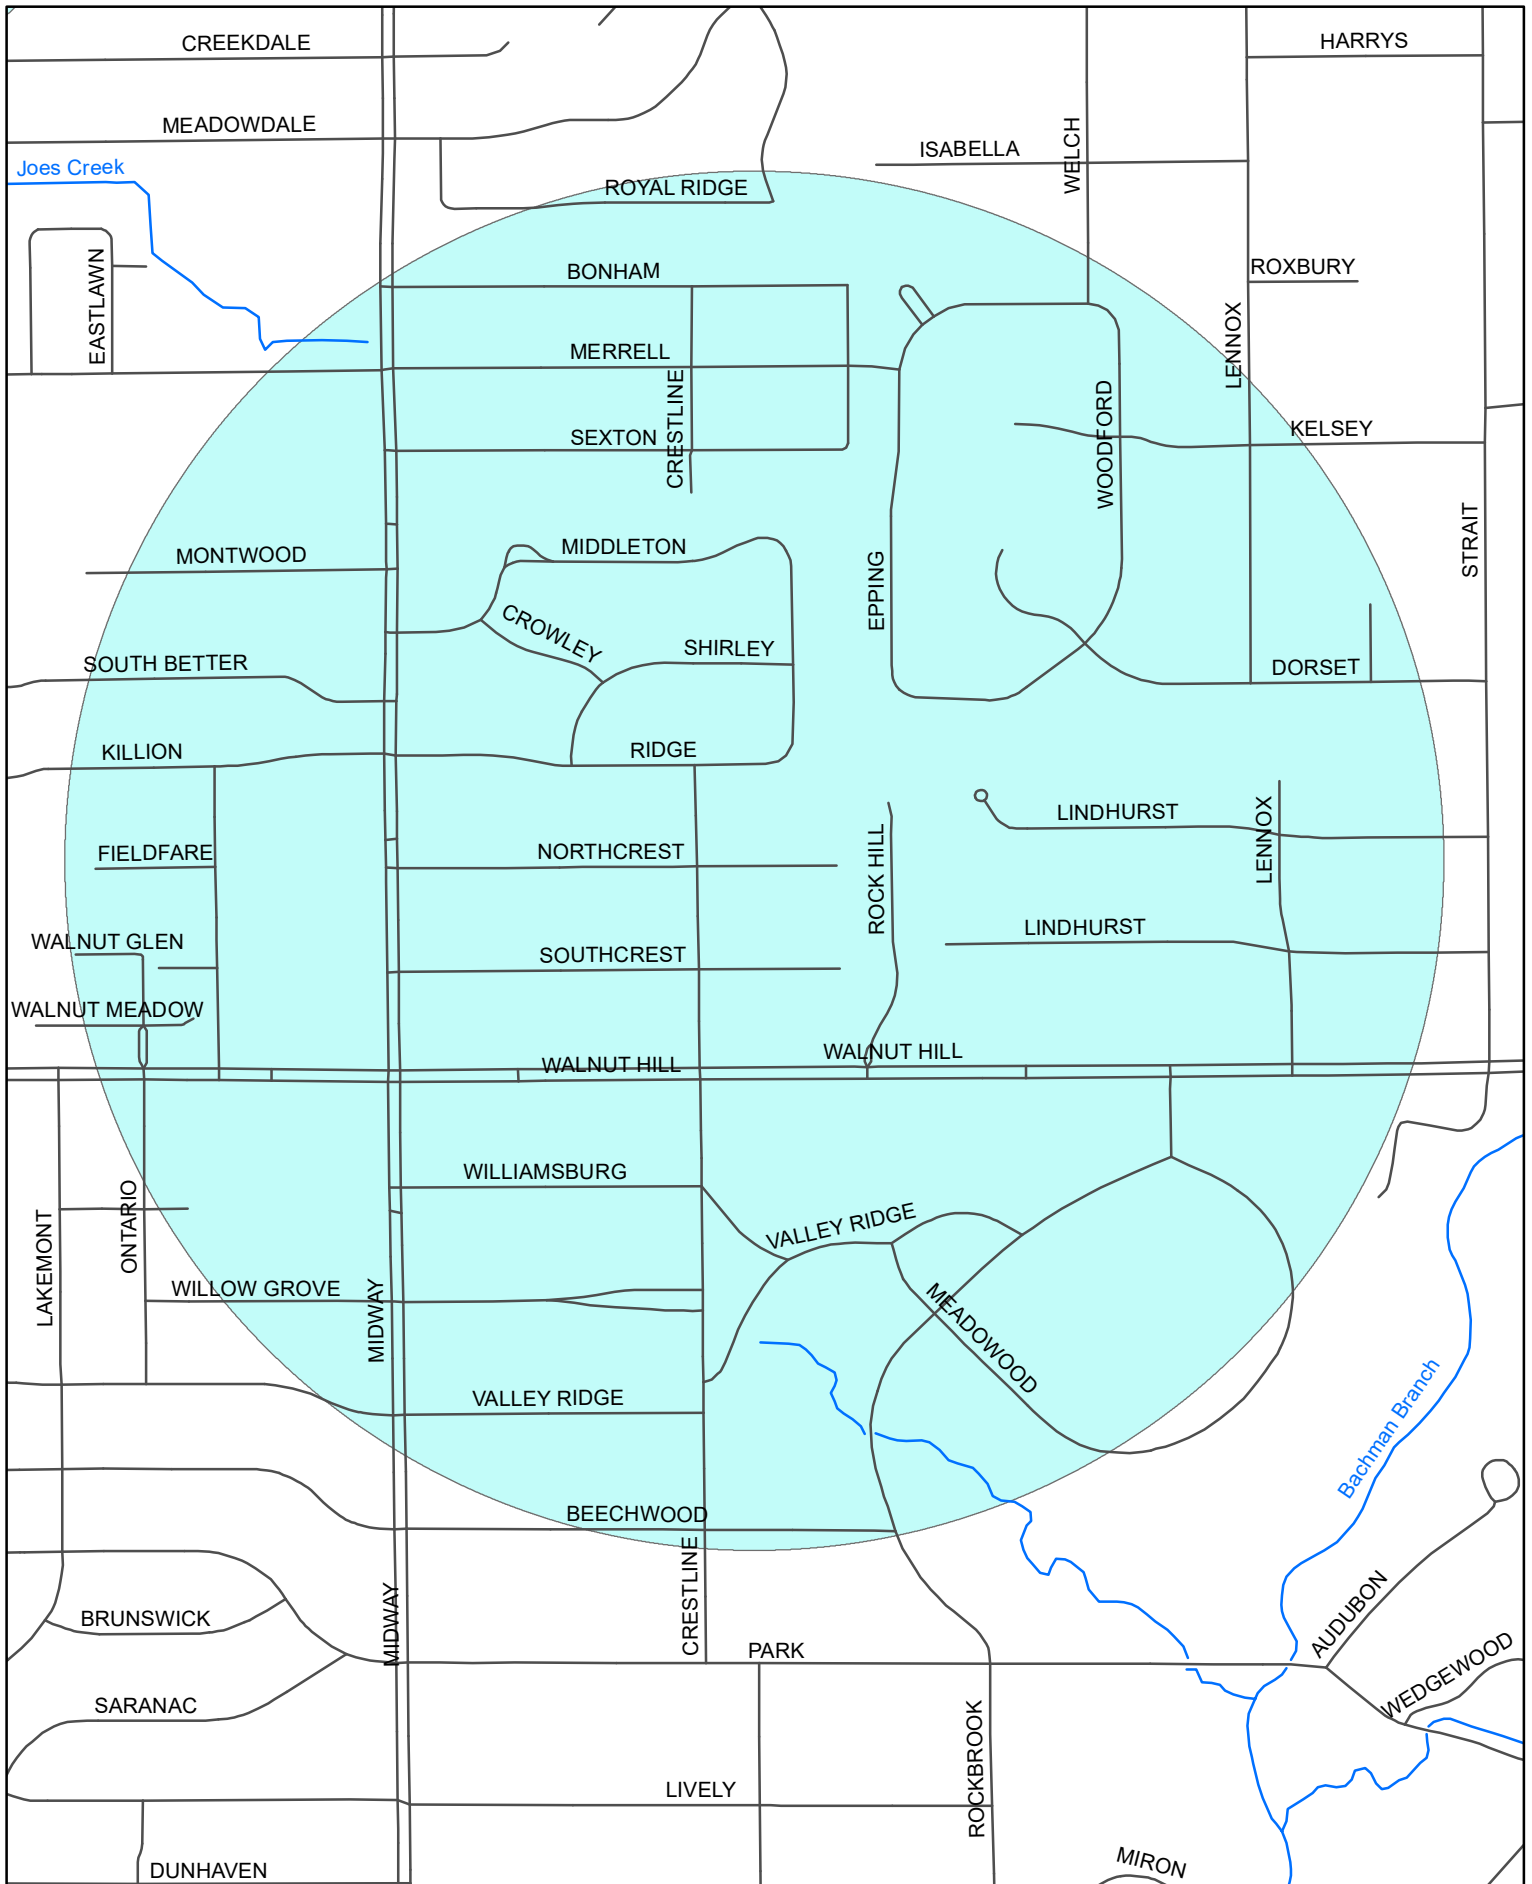 CREEKDALE
HARRYS
MEADOWDALE
WELCH
ISABELLA
Joes Creek
ROYAL RIDGE
EASTLAWN
BONHAM
ROXBURY
LENNOX
MERRELL
CRESTLINE
WOODFORD
SEXTON
KELSEY
STRAIT
MONTWOOD
MIDDLETON
EPPING
CROWLEY
SHIRLEY
SOUTH BETTER
DORSET
KILLION
RIDGE
LINDHURST
LENNOX
FIELDFARE
NORTHCREST
ROCK HILL
WALNUT GLEN
SOUTHCREST
LINDHURST
WALNUT MEADOW
WALNUT HILL
WALNUT HILL
WILLIAMSBURG
LAKEMONT
ONTARIO
VALLEY RIDGE
WILLOW GROVE
MIDWAY
MEADOWOOD
VALLEY RIDGE
Bachman Branch
BEECHWOOD
CRESTLINE
MIDWAY
BRUNSWICK
AUDUBON
PARK
WEDGEWOOD
SARANAC
ROCKBROOK
LIVELY
MIRON
DUNHAVEN